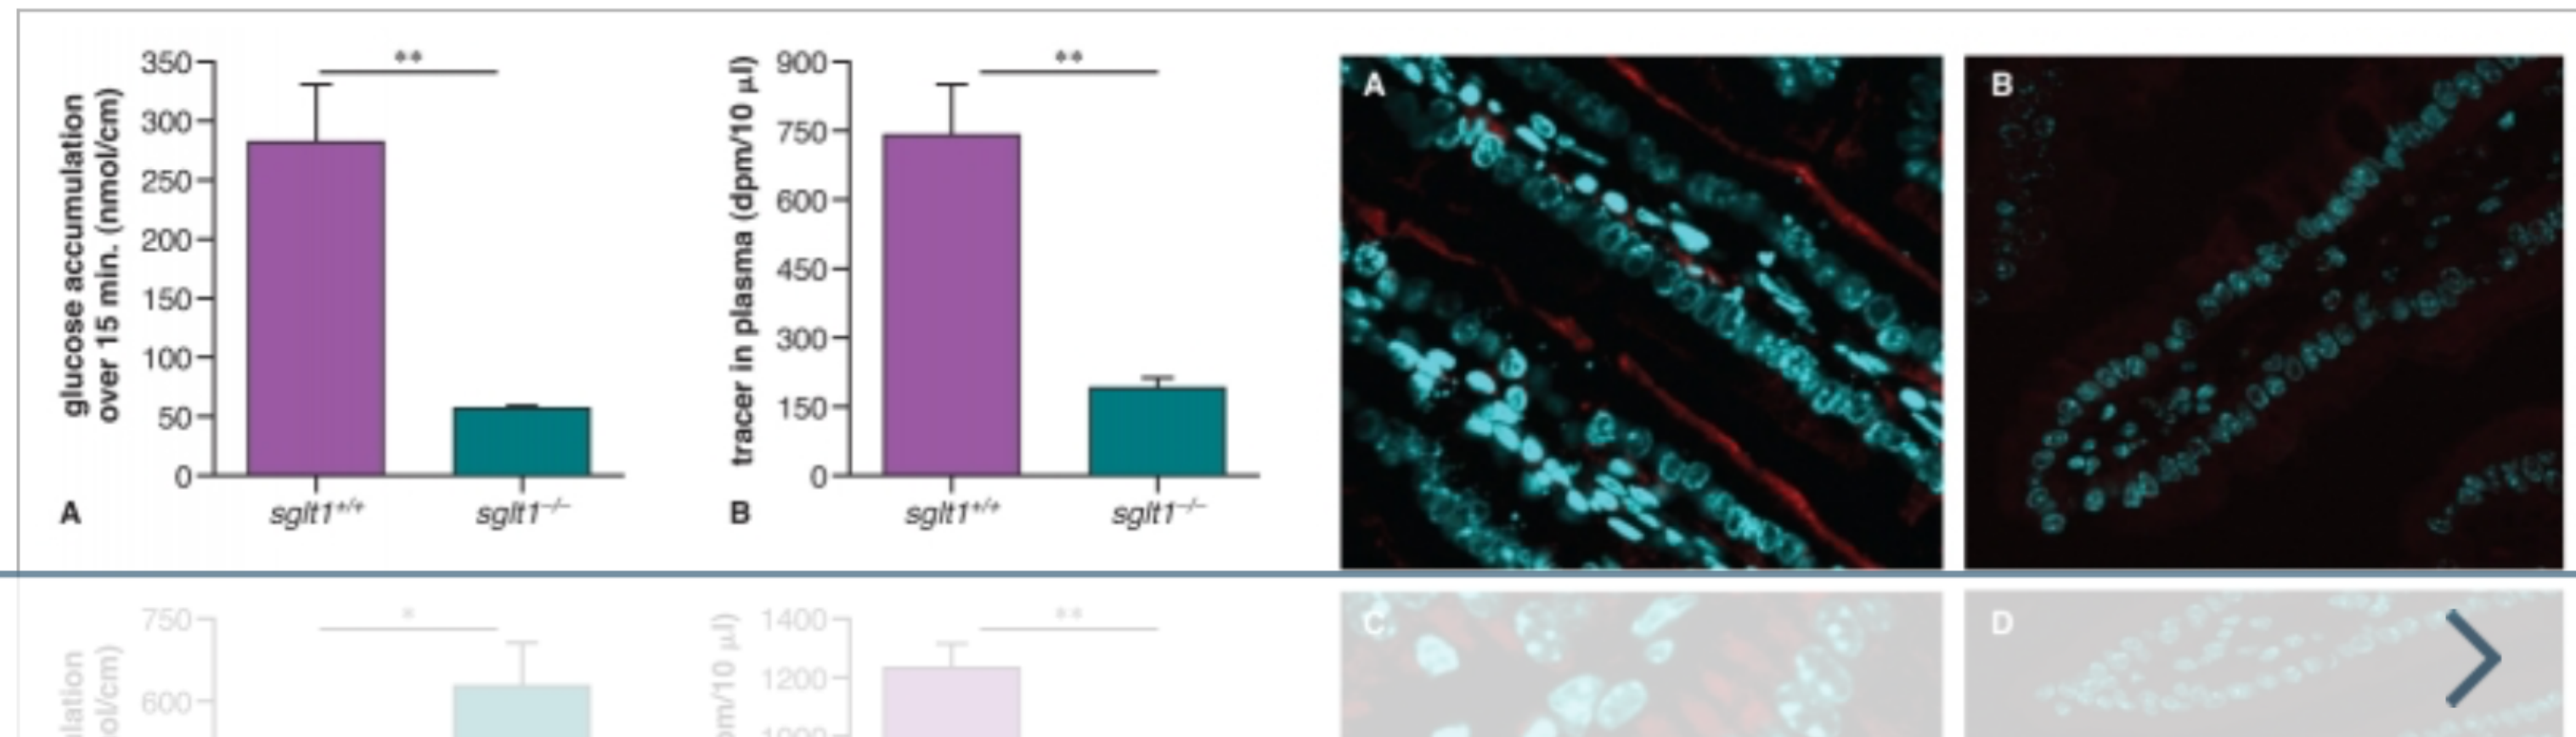 glucose accumulation
over 15 min. (nmol/cm)
350
300
250
200
150
100
50
0
**
sglt1+/+
sglt1−/−
A
tracer in plasma (dpm/10 µl)
900
750
600
450
300
150
0
**
sglt1+/+
sglt1−/−
B
A
B
750
600
*
1400
1200
**
C
D